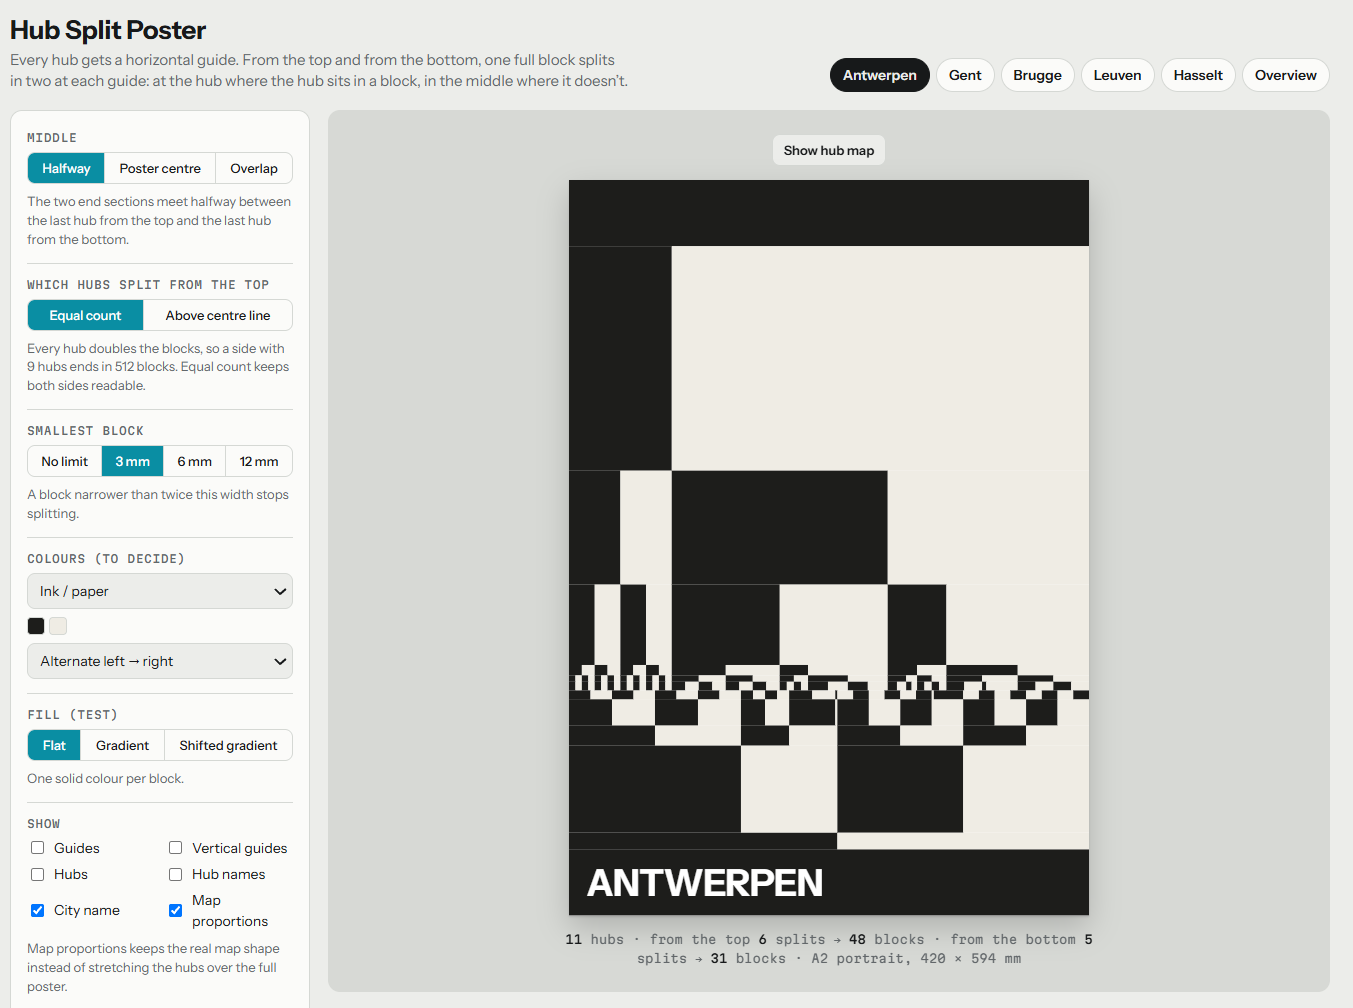 Hub Split Poster
Every hub gets a horizontal guide. From the top and from the bottom, one full block splits
in two at each guide: at the hub where the hub sits in a block, in the middle where it doesn't.
Antwerpen
Gent
Brugge
Leuven
Hasselt
Overview
MIDDLE
Halfway
Poster centre
Overlap
The two end sections meet halfway between
the last hub from the top and the last hub
from the bottom.
WHICH HUBS SPLIT FROM THE TOP
Equal count
Above centre line
Every hub doubles the blocks, so a side with
9 hubs ends in 512 blocks. Equal count keeps
both sides readable.
SMALLEST BLOCK
No limit
3 mm
6 mm
12 mm
A block narrower than twice this width stops
splitting.
COLOURS (TO DECIDE)
Ink / paper
Alternate left → right
FILL (TEST)
Flat
Gradient
Shifted gradient
One solid colour per block.
SHOW
Guides
Vertical guides
Hubs
Hub names
City name
Map
proportions
Map proportions keeps the real map shape
instead of stretching the hubs over the full
poster.
Show hub map
ANTWERPEN
11 hubs · from the top 6 splits → 48 blocks · from the bottom 5
splits → 31 blocks · A2 portrait, 420 × 594 mm